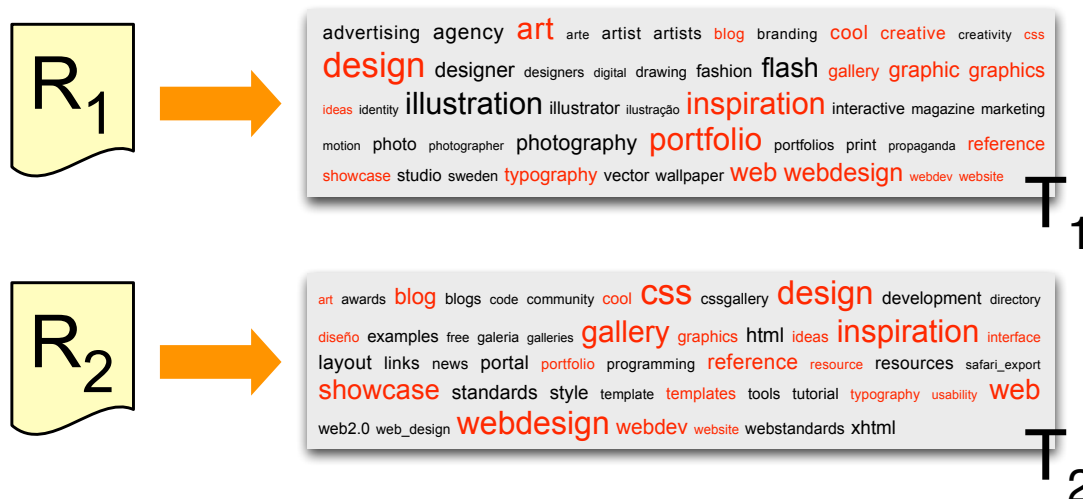 R1
advertising agency art arte artist artists blog branding cool creative creativity css
design designer designers digital drawing fashion flash gallery graphic graphics
ideas identity illustration illustrator ilustração inspiration interactive magazine marketing
motion photo photographer photography portfolio portfolios print propaganda reference
showcase studio sweden typography vector wallpaper web webdesign webdev website
T1
R2
art awards blog blogs code community cool css cssgallery design development directory
diseño examples free galeria galleries gallery graphics html ideas inspiration interface
layout links news portal portfolio programming reference resource resources safari_export
showcase standards style template templates tools tutorial typography usability web
web2.0 web_design webdesign webdev website webstandards xhtml
T2